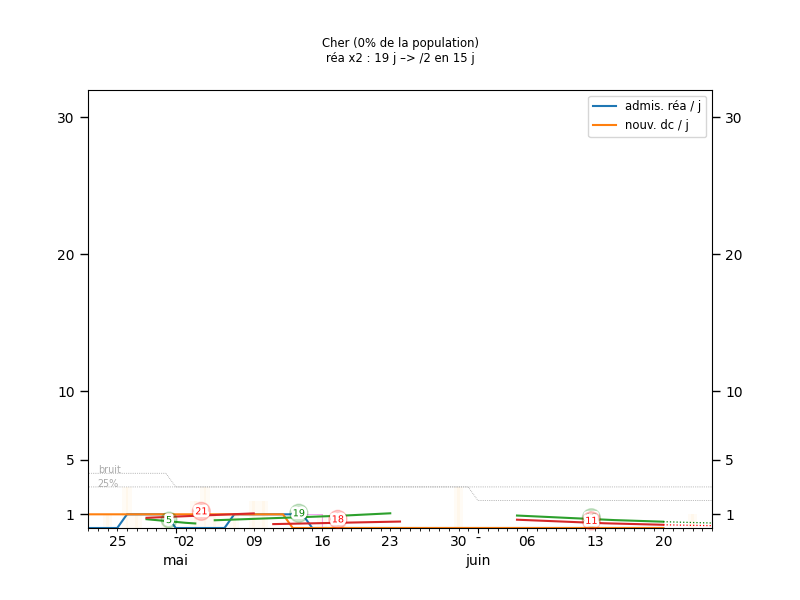 Cher (0% de la population)
réa x2 : 19 j –> /2 en 15 j
admis. réa / j
nouv. dc / j
30 30
20 20
10 10
5 5
bruit
25%
1 1
5 21 19 18 11
25 02 09 16 23 30 06 13 20
mai juin